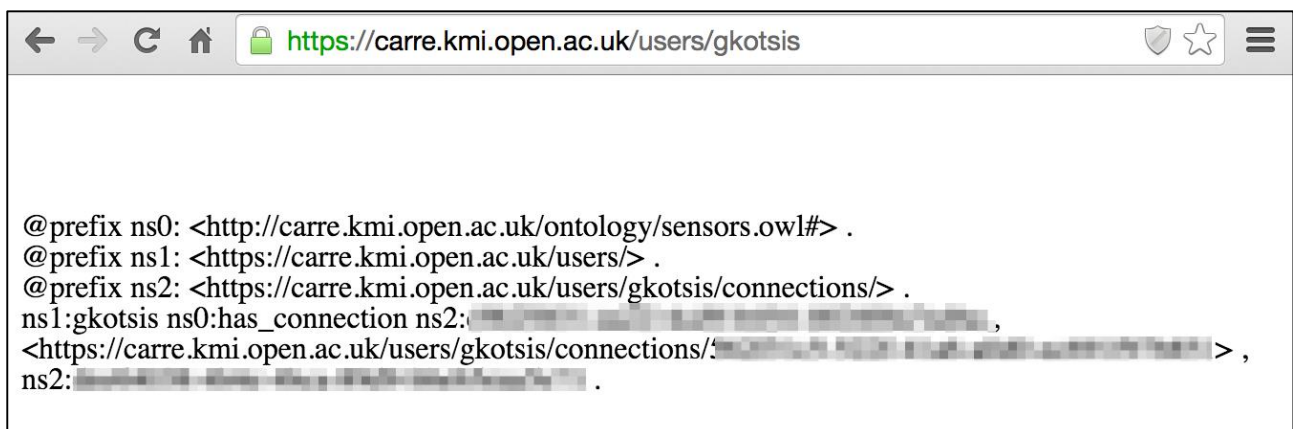 https://carre.kmi.open.ac.uk/users/gkotsis
@prefix ns0: <http://carre.kmi.open.ac.uk/ontology/sensors.owl#> .
@prefix ns1: <https://carre.kmi.open.ac.uk/users/> .
@prefix ns2: <https://carre.kmi.open.ac.uk/users/gkotsis/connections/> .
ns1:gkotsis ns0:has_connection ns2: ,
<https://carre.kmi.open.ac.uk/users/gkotsis/connections/ > ,
ns2: .